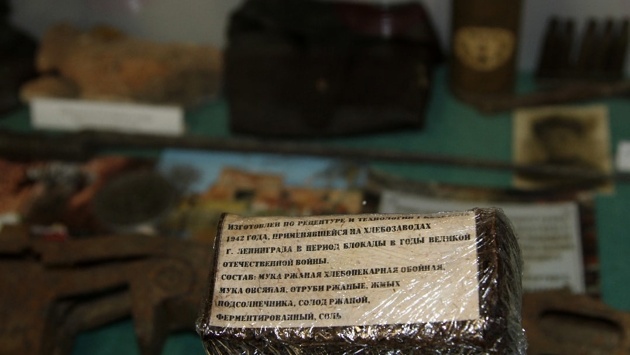 ИЗГОТОВЛЕН ПО РЕЦЕПТУРЕ И ТЕХНОЛОГИИ
1942 ГОДА, ПРИМЕНЯВШЕЙСЯ НА ХЛЕБОЗАВОДАХ
Г. ЛЕНИНГРАДА В ПЕРИОД БЛОКАДЫ В ГОДЫ ВЕЛИКОЙ
ОТЕЧЕСТВЕННОЙ ВОЙНЫ.
СОСТАВ: МУКА РЖАНАЯ ХЛЕБОПЕКАРНАЯ ОБОЙНАЯ,
МУКА ОВСЯНАЯ, ОТРУБИ РЖАНЫЕ, ЖМЫХ
ПОДСОЛНЕЧНИКА, СОЛОД РЖАНОЙ,
ФЕРМЕНТИРОВАННЫЙ, СОЛЬ